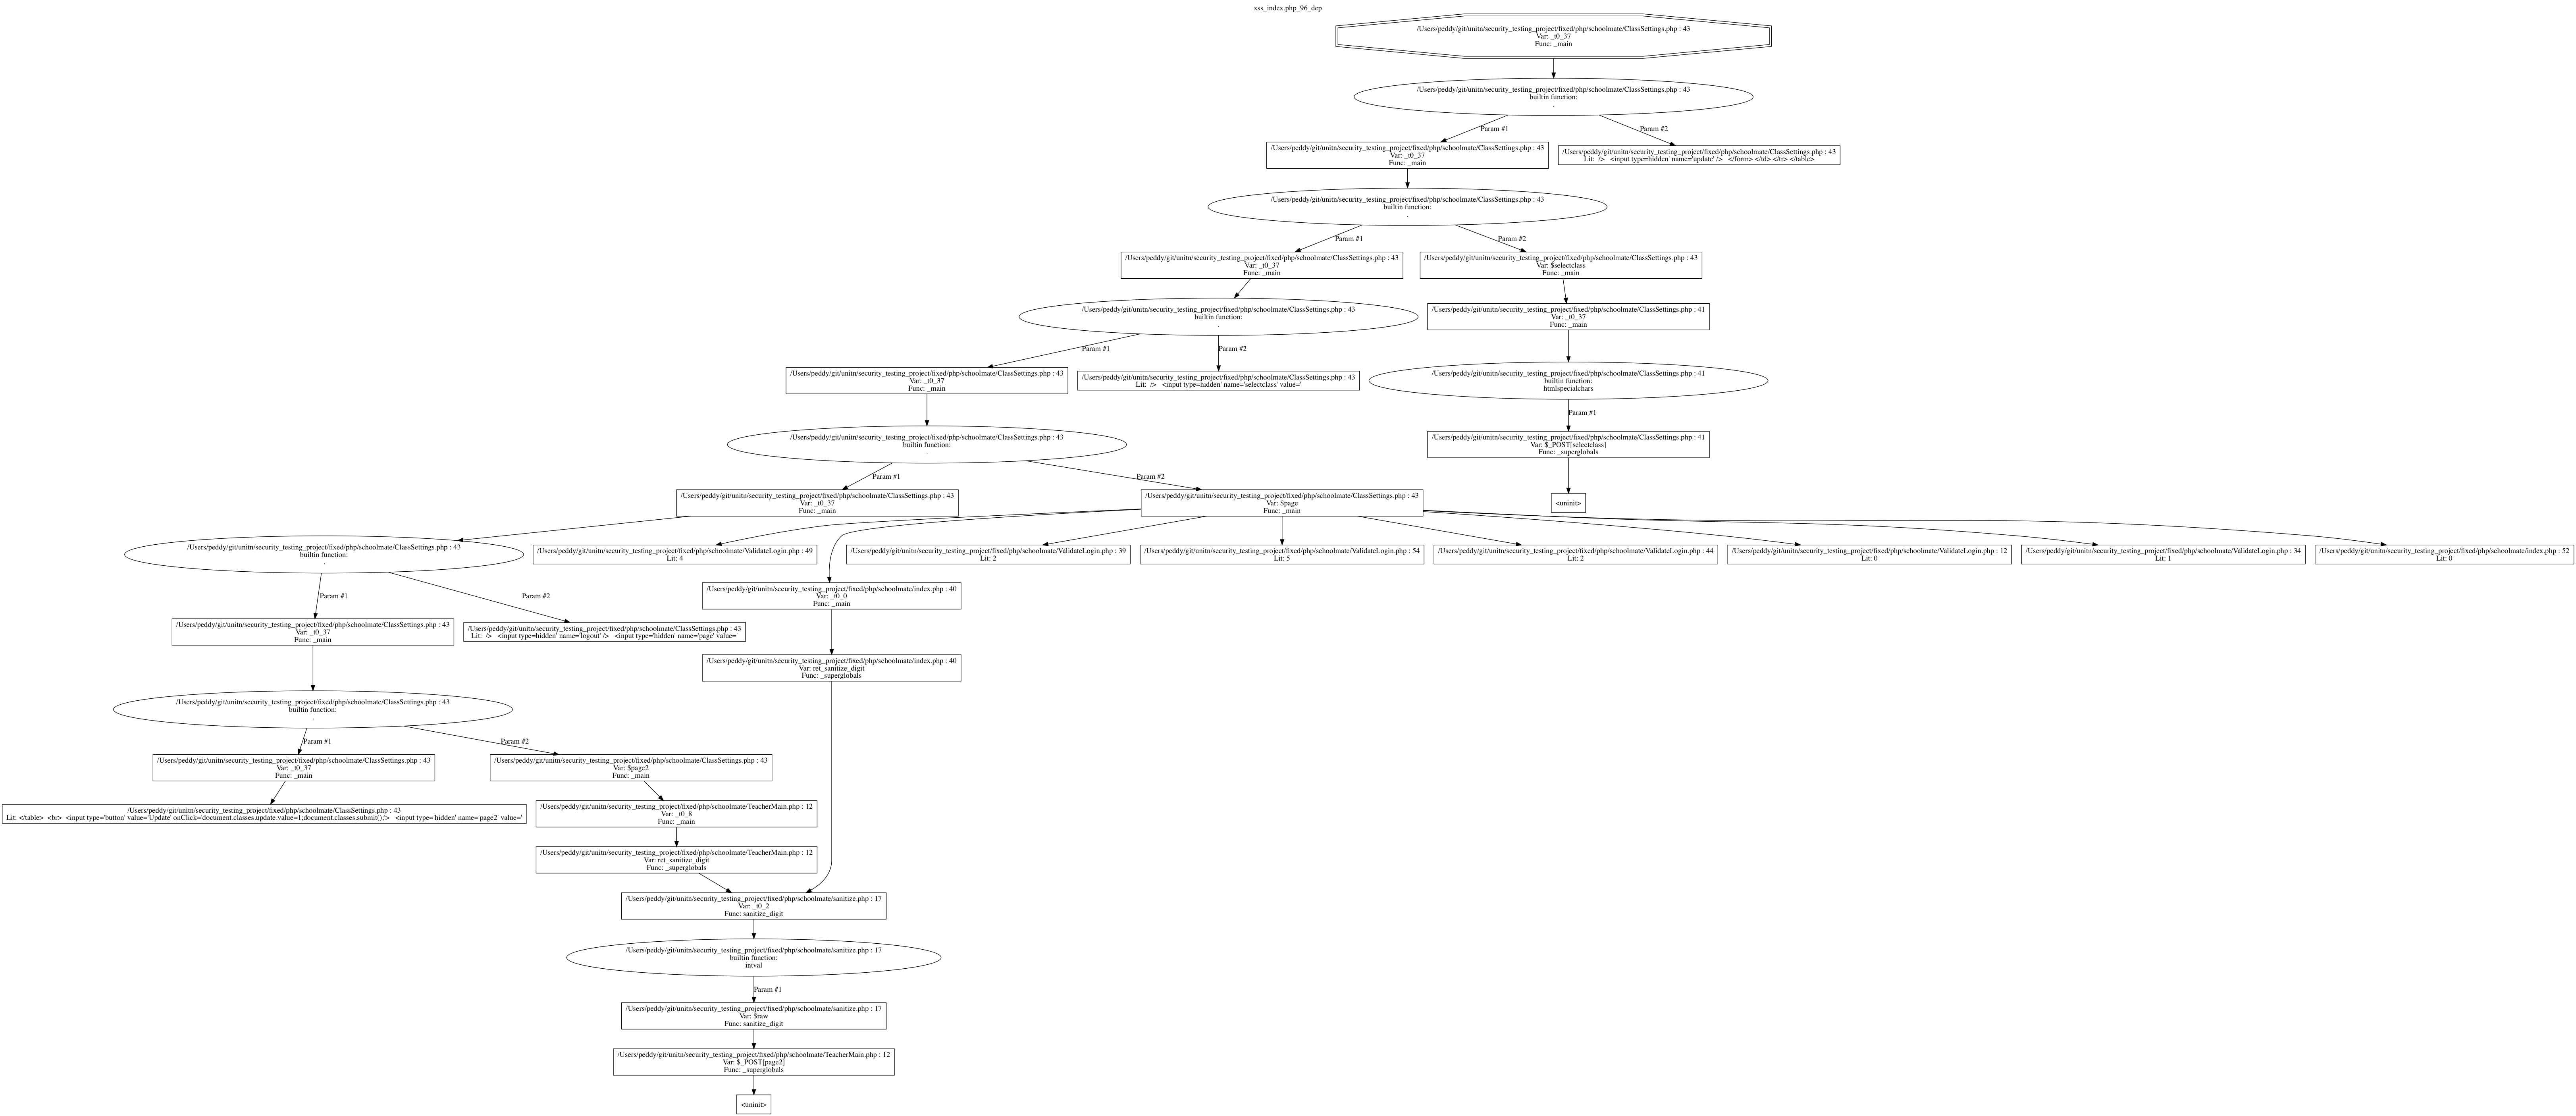 xss_index.php_96_dep
/Users/peddy/git/unitn/security_testing_project/fixed/php/schoolmate/ClassSettings.php : 43
Var: _t0_37
Func: _main
/Users/peddy/git/unitn/security_testing_project/fixed/php/schoolmate/ClassSettings.php : 43
builtin function:
.
Param #1
Param #2
/Users/peddy/git/unitn/security_testing_project/fixed/php/schoolmate/ClassSettings.php : 43
Var: _t0_37
Func: _main
/Users/peddy/git/unitn/security_testing_project/fixed/php/schoolmate/ClassSettings.php : 43
Lit:  />   <input type=hidden' name='update' />   </form> </td> </tr> </table>
/Users/peddy/git/unitn/security_testing_project/fixed/php/schoolmate/ClassSettings.php : 43
builtin function:
.
Param #1
Param #2
/Users/peddy/git/unitn/security_testing_project/fixed/php/schoolmate/ClassSettings.php : 43
Var: _t0_37
Func: _main
/Users/peddy/git/unitn/security_testing_project/fixed/php/schoolmate/ClassSettings.php : 43
Var: $selectclass
Func: _main
/Users/peddy/git/unitn/security_testing_project/fixed/php/schoolmate/ClassSettings.php : 43
builtin function:
.
/Users/peddy/git/unitn/security_testing_project/fixed/php/schoolmate/ClassSettings.php : 41
Var: _t0_37
Func: _main
Param #1
Param #2
/Users/peddy/git/unitn/security_testing_project/fixed/php/schoolmate/ClassSettings.php : 43
Var: _t0_37
Func: _main
/Users/peddy/git/unitn/security_testing_project/fixed/php/schoolmate/ClassSettings.php : 43
Lit:  />   <input type=hidden' name='selectclass' value='
/Users/peddy/git/unitn/security_testing_project/fixed/php/schoolmate/ClassSettings.php : 41
builtin function:
htmlspecialchars
Param #1
/Users/peddy/git/unitn/security_testing_project/fixed/php/schoolmate/ClassSettings.php : 43
builtin function:
.
/Users/peddy/git/unitn/security_testing_project/fixed/php/schoolmate/ClassSettings.php : 41
Var: $_POST[selectclass]
Func: _superglobals
Param #1
Param #2
/Users/peddy/git/unitn/security_testing_project/fixed/php/schoolmate/ClassSettings.php : 43
Var: _t0_37
Func: _main
/Users/peddy/git/unitn/security_testing_project/fixed/php/schoolmate/ClassSettings.php : 43
Var: $page
Func: _main
<uninit>
/Users/peddy/git/unitn/security_testing_project/fixed/php/schoolmate/ClassSettings.php : 43
builtin function:
.
/Users/peddy/git/unitn/security_testing_project/fixed/php/schoolmate/ValidateLogin.php : 49
Lit: 4
/Users/peddy/git/unitn/security_testing_project/fixed/php/schoolmate/ValidateLogin.php : 39
Lit: 2
/Users/peddy/git/unitn/security_testing_project/fixed/php/schoolmate/ValidateLogin.php : 54
Lit: 5
/Users/peddy/git/unitn/security_testing_project/fixed/php/schoolmate/ValidateLogin.php : 44
Lit: 2
/Users/peddy/git/unitn/security_testing_project/fixed/php/schoolmate/ValidateLogin.php : 12
Lit: 0
/Users/peddy/git/unitn/security_testing_project/fixed/php/schoolmate/ValidateLogin.php : 34
Lit: 1
/Users/peddy/git/unitn/security_testing_project/fixed/php/schoolmate/index.php : 52
Lit: 0
Param #1
Param #2
/Users/peddy/git/unitn/security_testing_project/fixed/php/schoolmate/index.php : 40
Var: _t0_0
Func: _main
/Users/peddy/git/unitn/security_testing_project/fixed/php/schoolmate/ClassSettings.php : 43
Var: _t0_37
Func: _main
/Users/peddy/git/unitn/security_testing_project/fixed/php/schoolmate/ClassSettings.php : 43
Lit:  />   <input type=hidden' name='logout' />   <input type='hidden' name='page' value='
/Users/peddy/git/unitn/security_testing_project/fixed/php/schoolmate/index.php : 40
Var: ret_sanitize_digit
Func: _superglobals
/Users/peddy/git/unitn/security_testing_project/fixed/php/schoolmate/ClassSettings.php : 43
builtin function:
.
Param #1
Param #2
/Users/peddy/git/unitn/security_testing_project/fixed/php/schoolmate/ClassSettings.php : 43
Var: _t0_37
Func: _main
/Users/peddy/git/unitn/security_testing_project/fixed/php/schoolmate/ClassSettings.php : 43
Var: $page2
Func: _main
/Users/peddy/git/unitn/security_testing_project/fixed/php/schoolmate/ClassSettings.php : 43
Lit: </table>  <br>  <input type='button' value='Update' onClick='document.classes.update.value=1;document.classes.submit();'>   <input type='hidden' name='page2' value='
/Users/peddy/git/unitn/security_testing_project/fixed/php/schoolmate/TeacherMain.php : 12
Var: _t0_8
Func: _main
/Users/peddy/git/unitn/security_testing_project/fixed/php/schoolmate/TeacherMain.php : 12
Var: ret_sanitize_digit
Func: _superglobals
/Users/peddy/git/unitn/security_testing_project/fixed/php/schoolmate/sanitize.php : 17
Var: _t0_2
Func: sanitize_digit
/Users/peddy/git/unitn/security_testing_project/fixed/php/schoolmate/sanitize.php : 17
builtin function:
intval
Param #1
/Users/peddy/git/unitn/security_testing_project/fixed/php/schoolmate/sanitize.php : 17
Var: $raw
Func: sanitize_digit
/Users/peddy/git/unitn/security_testing_project/fixed/php/schoolmate/TeacherMain.php : 12
Var: $_POST[page2]
Func: _superglobals
<uninit>